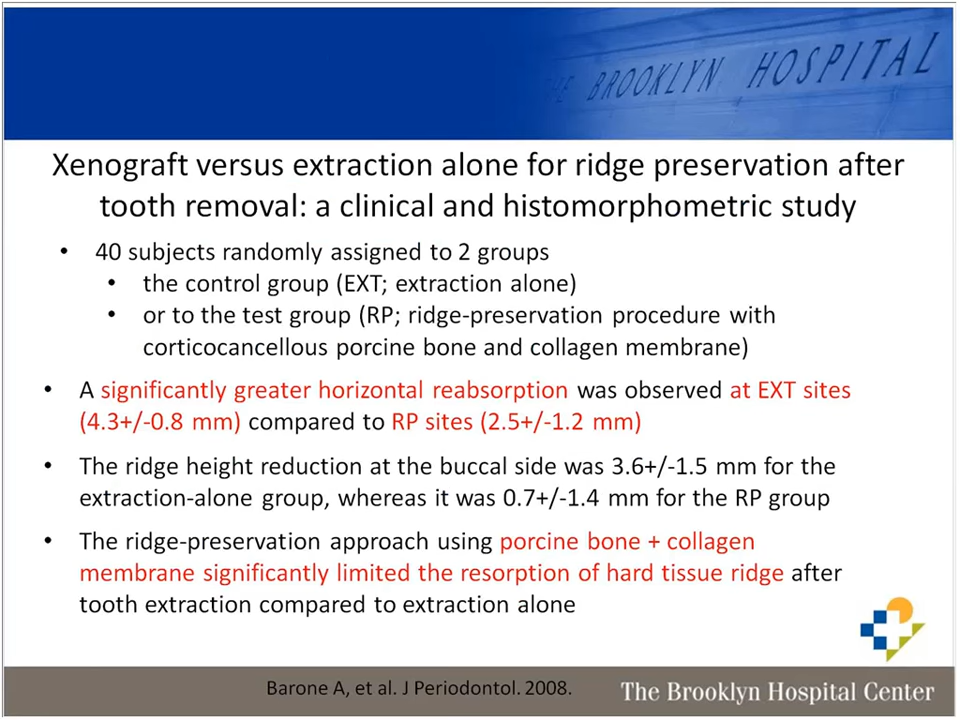 THE BROOKLYN HOSPITAL
Xenograft versus extraction alone for ridge preservation after
tooth removal: a clinical and histomorphometric study
• 40 subjects randomly assigned to 2 groups
• the control group (EXT; extraction alone)
• or to the test group (RP; ridge-preservation procedure with
corticocancellous porcine bone and collagen membrane)
• A significantly greater horizontal reabsorption was observed at EXT sites
(4.3+/-0.8 mm) compared to RP sites (2.5+/-1.2 mm)
• The ridge height reduction at the buccal side was 3.6+/-1.5 mm for the
extraction-alone group, whereas it was 0.7+/-1.4 mm for the RP group
• The ridge-preservation approach using porcine bone + collagen
membrane significantly limited the resorption of hard tissue ridge after
tooth extraction compared to extraction alone
Barone A, et al. J Periodontol. 2008.
The Brooklyn Hospital Center